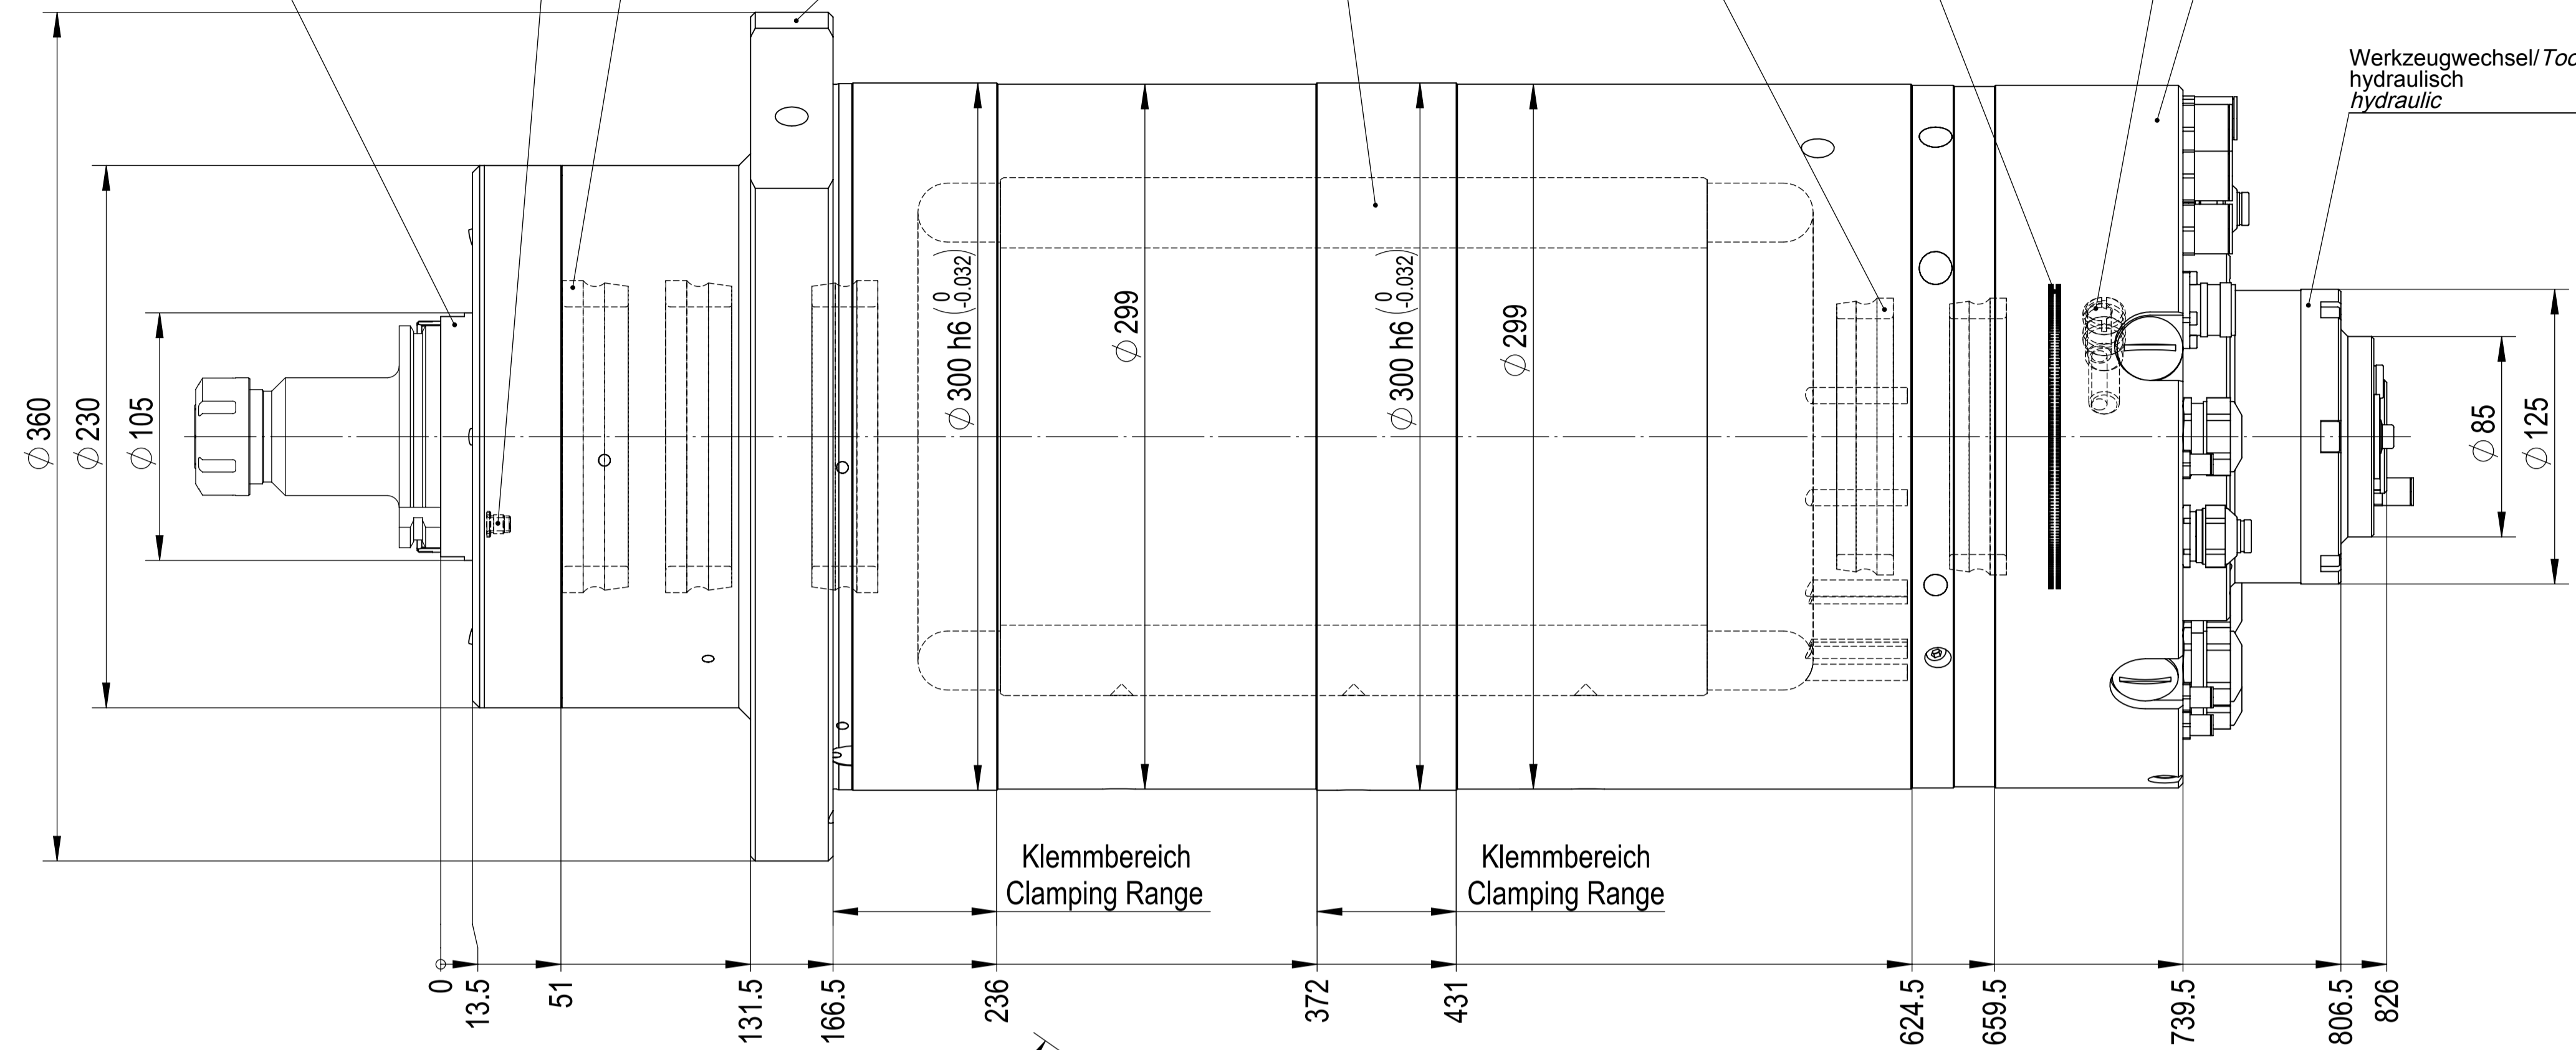 Werkzeugwechsel/Too
hydraulisch
hydraulic
⌀ 360
⌀ 230
⌀ 105
⌀ 300 h6 ( 0 -0.032 )
⌀ 299
⌀ 300 h6 ( 0 -0.032 )
⌀ 299
⌀ 85
⌀ 125
Klemmbereich
Clamping Range
Klemmbereich
Clamping Range
0
13.5
51
131.5
166.5
236
372
431
624.5
659.5
739.5
806.5
826